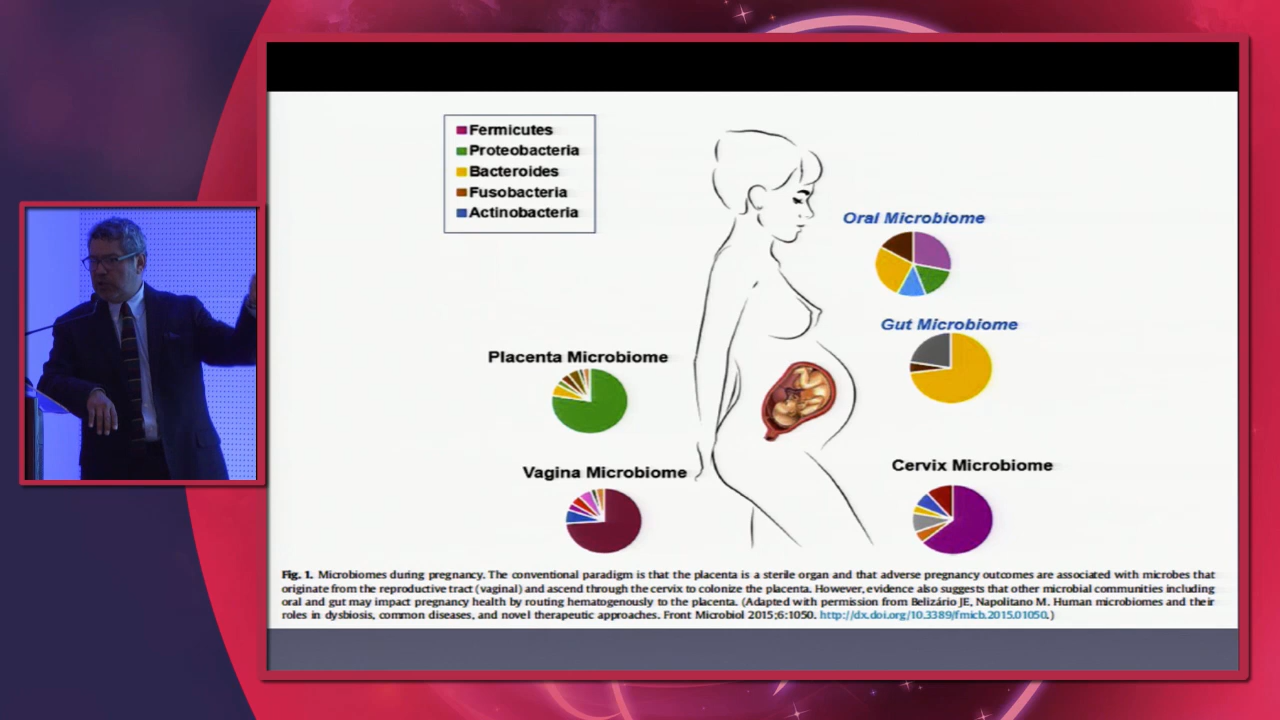 Fermicutes
Proteobacteria
Bacteroides
Fusobacteria
Actinobacteria
Oral Microbiome
Gut Microbiome
Placenta Microbiome
Vagina Microbiome
Cervix Microbiome
Fig. 1. Microbiomes during pregnancy. The conventional paradigm is that the placenta is a sterile organ and that adverse pregnancy outcomes are associated with microbes that
originate from the reproductive tract (vaginal) and ascend through the cervix to colonize the placenta. However, evidence also suggests that other microbial communities including
oral and gut may impact pregnancy health by routing hematogenously to the placenta. (Adapted with permission from Belizário JE, Napolitano M. Human microbiomes and their
roles in dysbiosis, common diseases, and novel therapeutic approaches. Front Microbiol 2015;6:1050. http://dx.doi.org/10.3389/fmicb.2015.01050.)